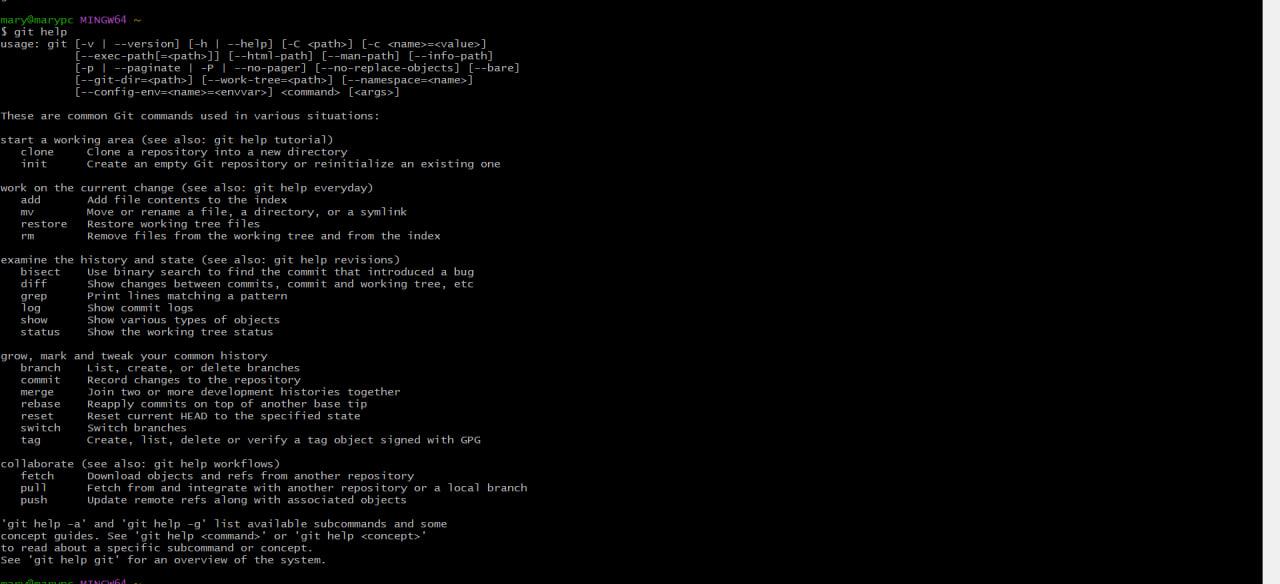 mary@marypc MINGW64 ~
$ git help
usage: git [-v | --version] [-h | --help] [-C <path>] [-c <name>=<value>]
           [--exec-path[=<path>]] [--html-path] [--man-path] [--info-path]
           [-p | --paginate | -P | --no-pager] [--no-replace-objects] [--bare]
           [--git-dir=<path>] [--work-tree=<path>] [--namespace=<name>]
           [--config-env=<name>=<envvar>] <command> [<args>]

These are common Git commands used in various situations:

start a working area (see also: git help tutorial)
   clone     Clone a repository into a new directory
   init      Create an empty Git repository or reinitialize an existing one

work on the current change (see also: git help everyday)
   add       Add file contents to the index
   mv        Move or rename a file, a directory, or a symlink
   restore   Restore working tree files
   rm        Remove files from the working tree and from the index

examine the history and state (see also: git help revisions)
   bisect    Use binary search to find the commit that introduced a bug
   diff      Show changes between commits, commit and working tree, etc
   grep      Print lines matching a pattern
   log       Show commit logs
   show      Show various types of objects
   status    Show the working tree status

grow, mark and tweak your common history
   branch    List, create, or delete branches
   commit    Record changes to the repository
   merge     Join two or more development histories together
   rebase    Reapply commits on top of another base tip
   reset     Reset current HEAD to the specified state
   switch    Switch branches
   tag       Create, list, delete or verify a tag object signed with GPG

collaborate (see also: git help workflows)
   fetch     Download objects and refs from another repository
   pull      Fetch from and integrate with another repository or a local branch
   push      Update remote refs along with associated objects

'git help -a' and 'git help -g' list available subcommands and some
concept guides. See 'git help <command>' or 'git help <concept>'
to read about a specific subcommand or concept.
See 'git help git' for an overview of the system.

mary@marypc MINGW64 ~